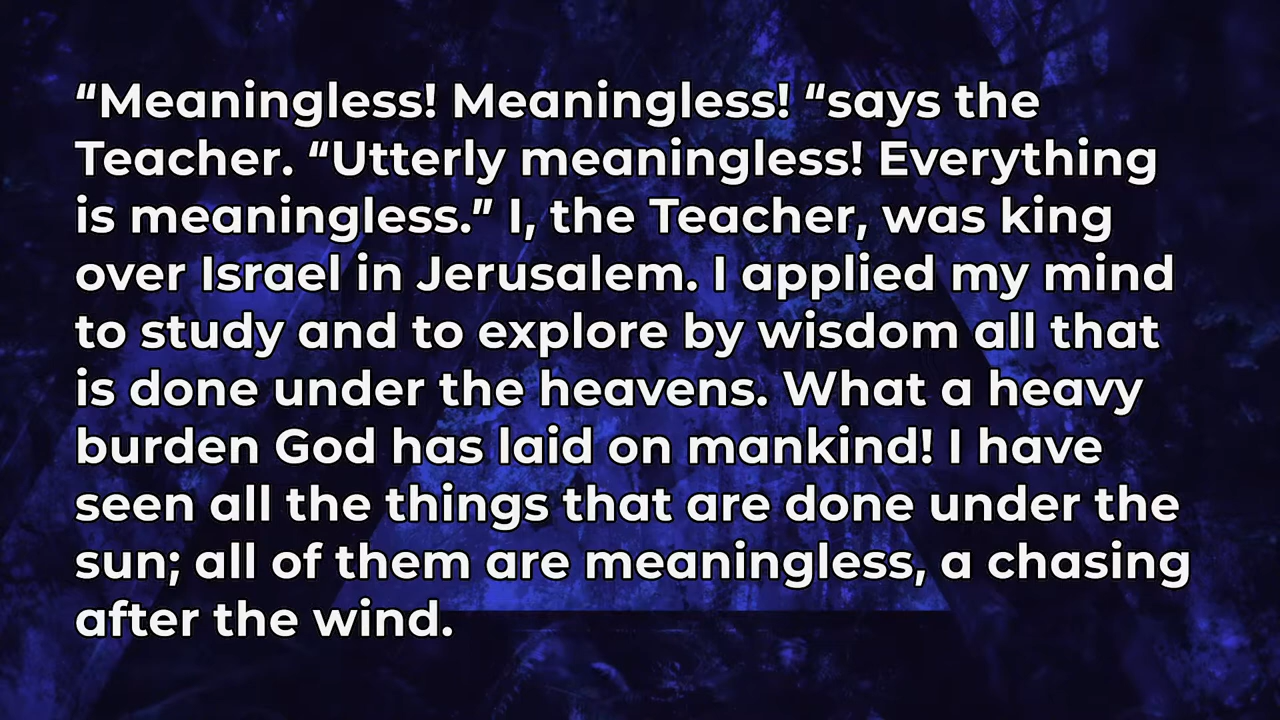 “Meaningless! Meaningless! “says the
Teacher. “Utterly meaningless! Everything
is meaningless.” I, the Teacher, was king
over Israel in Jerusalem. I applied my mind
to study and to explore by wisdom all that
is done under the heavens. What a heavy
burden God has laid on mankind! I have
seen all the things that are done under the
sun; all of them are meaningless, a chasing
after the wind.